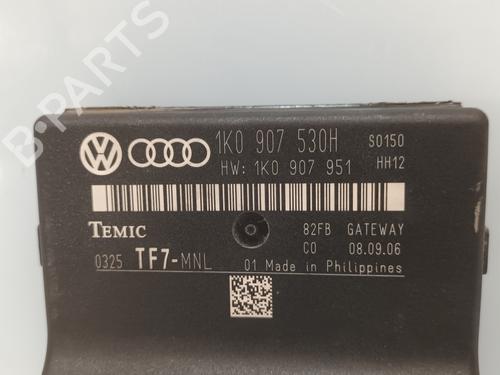 B-PARTS
1K0 907 530H S0150
HW: 1K0 907 951 HH12
TEMIC 82FB GATEWAY
CO 08.09.06
0325 TF7-MNL 01 Made in Philippines